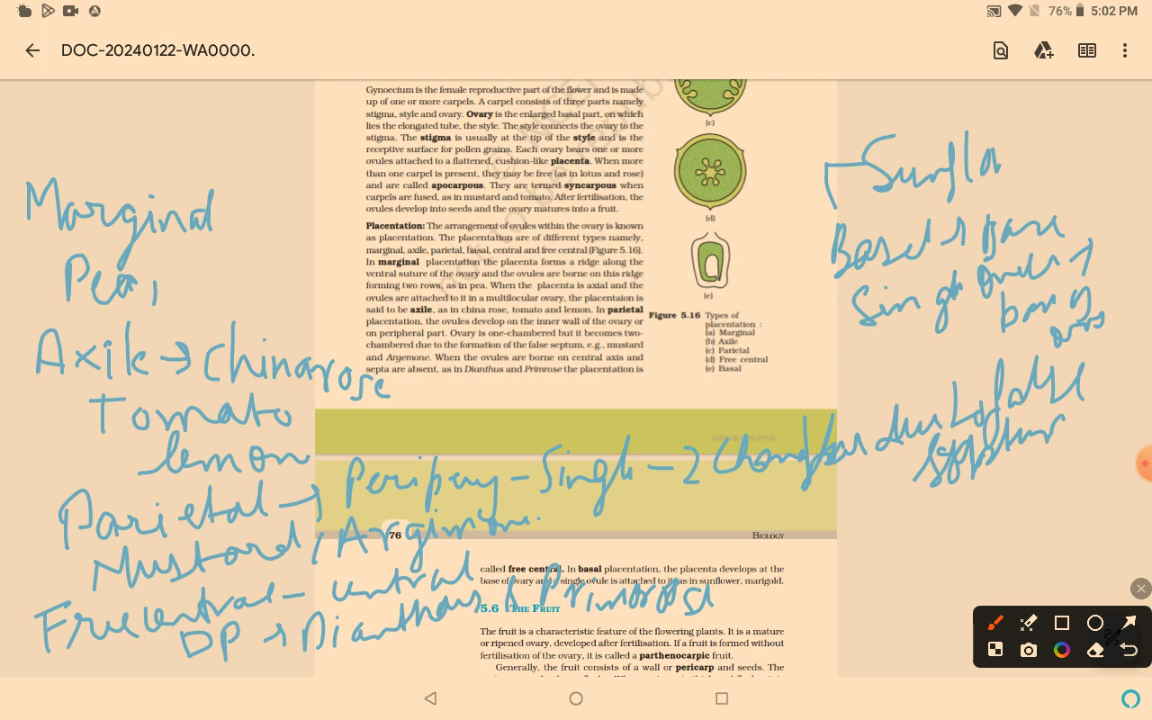 76% 5:02 PM
DOC-20240122-WA0000.
Gynoecium is the female reproductive part of the flower and is made
up of one or more carpels. A carpel consists of three parts namely
stigma, style and ovary. Ovary is the enlarged basal part, on which
lies the elongated tube, the style. The style connects the ovary to the
stigma. The stigma is usually at the tip of the style and is the
receptive surface for pollen grains. Each ovary bears one or more
ovules attached to a flattened, cushion-like placenta. When more
than one carpel is present, they may be free (as in lotus and rose)
and are called apocarpous. They are termed syncarpous when
carpels are fused, as in mustard and tomato. After fertilisation, the
ovules develop into seeds and the ovary matures into a fruit.
Placentation: The arrangement of ovules within the ovary is known
as placentation. The placentation are of different types namely,
marginal, axile, parietal, basal, central and free central (Figure 5.16).
In marginal placentation the placenta forms a ridge along the
ventral suture of the ovary and the ovules are borne on this ridge
forming two rows, as in pea. When the placenta is axial and the
ovules are attached to it in a multilocular ovary, the placentaion is
said to be axile, as in china rose, tomato and lemon. In parietal
placentation, the ovules develop on the inner wall of the ovary or
on peripheral part. Ovary is one-chambered but it becomes two-
chambered due to the formation of the false septum, e.g., mustard
and Argemone. When the ovules are borne on central axis and
septa are absent, as in Dianthus and Primrose the placentation is
(c)
(d)
(e)
Figure 5.16 Types of
placentation :
(a) Marginal
(b) Axile
(c) Parietal
(d) Free central
(e) Basal
Marginal
Pea,
Axile → Chinarose
Tomato
lemon
Parietal → Peripery - Singl - 2 Cham
Mustard /
Free central - central
DP → Dianthus & Primrose
Sunfla
Basel
76
Biology
called free central. In basal placentation, the placenta develops at the
base of ovary and a single ovule is attached to it, as in sunflower, marigold.
5.6 The Fruit
The fruit is a characteristic feature of the flowering plants. It is a mature
or ripened ovary, developed after fertilisation. If a fruit is formed without
fertilisation of the ovary, it is called a parthenocarpic fruit.
Generally, the fruit consists of a wall or pericarp and seeds. The